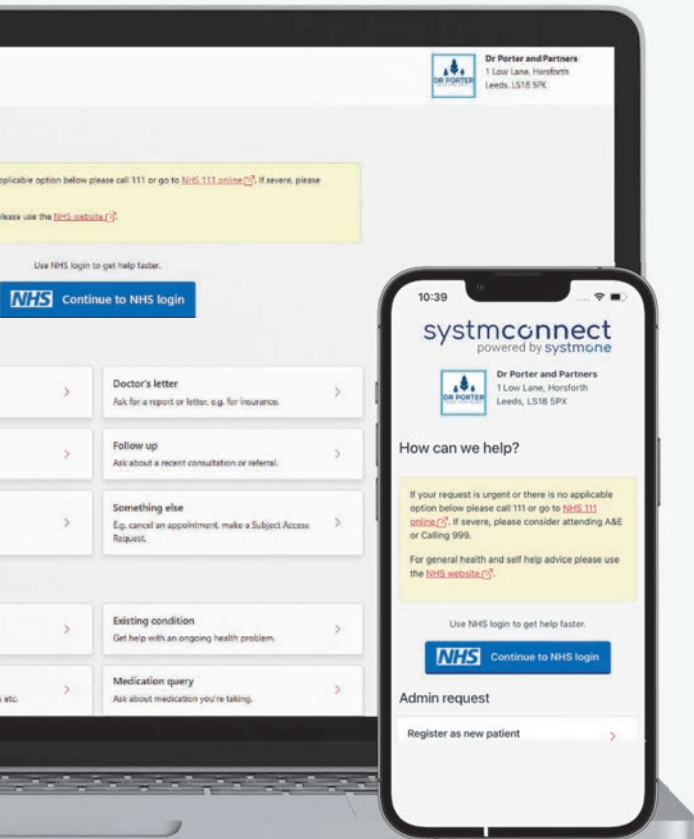 Dr Porter and Partners
1 Low Lane, Horsforth
Leeds, LS18 5PX
DR PORTER
applicable option below please call 111 or go to NHS 111 online. If severe, please
please use the NHS website.
Use NHS login to get help faster.
NHS Continue to NHS login
Doctor's letter
Ask for a report or letter, e.g. for insurance.
Follow up
Ask about a recent consultation or referral.
Something else
E.g. cancel an appointment, make a Subject Access
Request.
Existing condition
Get help with an ongoing health problem.
etc.
Medication query
Ask about medication you're taking.
10:39
systmconnect
powered by systmone
DR PORTER
Dr Porter and Partners
1 Low Lane, Horsforth
Leeds, LS18 5PX
How can we help?
If your request is urgent or there is no applicable
option below please call 111 or go to NHS 111
online. If severe, please consider attending A&E
or Calling 999.
For general health and self help advice please use
the NHS website.
Use NHS login to get help faster.
NHS Continue to NHS login
Admin request
Register as new patient